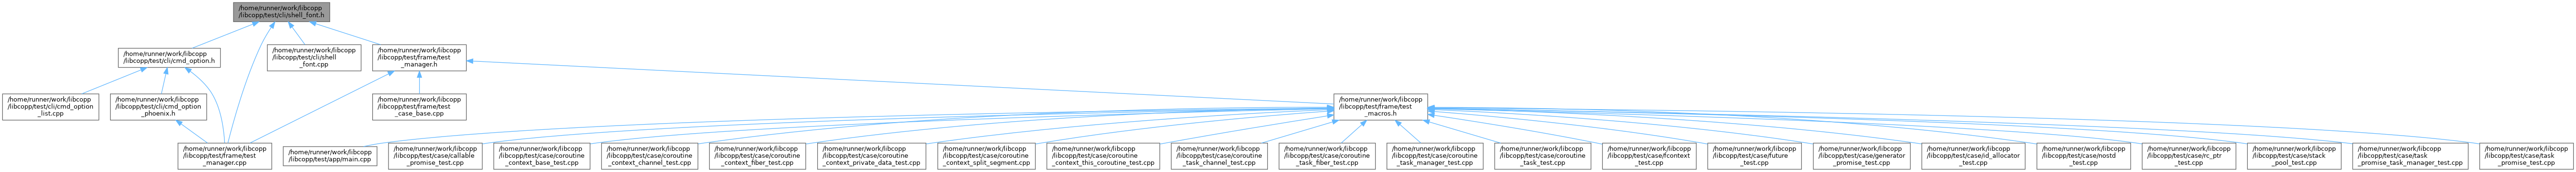 /home/runner/work/libcopp
/libcopp/test/cli/shell_font.h
/home/runner/work/libcopp
/libcopp/test/cli/cmd_option.h
/home/runner/work/libcopp
/libcopp/test/cli/shell
_font.cpp
/home/runner/work/libcopp
/libcopp/test/frame/test
_manager.h
/home/runner/work/libcopp
/libcopp/test/cli/cmd_option
_list.cpp
/home/runner/work/libcopp
/libcopp/test/cli/cmd_option
_phoenix.h
/home/runner/work/libcopp
/libcopp/test/frame/test
_case_base.cpp
/home/runner/work/libcopp
/libcopp/test/frame/test
_macros.h
/home/runner/work/libcopp
/libcopp/test/frame/test
_manager.cpp
/home/runner/work/libcopp
/libcopp/test/app/main.cpp
/home/runner/work/libcopp
/libcopp/test/case/callable
_promise_test.cpp
/home/runner/work/libcopp
/libcopp/test/case/coroutine
_context_base_test.cpp
/home/runner/work/libcopp
/libcopp/test/case/coroutine
_context_channel_test.cpp
/home/runner/work/libcopp
/libcopp/test/case/coroutine
_context_fiber_test.cpp
/home/runner/work/libcopp
/libcopp/test/case/coroutine
_context_private_data_test.cpp
/home/runner/work/libcopp
/libcopp/test/case/coroutine
_context_split_segment.cpp
/home/runner/work/libcopp
/libcopp/test/case/coroutine
_context_this_coroutine_test.cpp
/home/runner/work/libcopp
/libcopp/test/case/coroutine
_task_channel_test.cpp
/home/runner/work/libcopp
/libcopp/test/case/coroutine
_task_fiber_test.cpp
/home/runner/work/libcopp
/libcopp/test/case/coroutine
_task_manager_test.cpp
/home/runner/work/libcopp
/libcopp/test/case/coroutine
_task_test.cpp
/home/runner/work/libcopp
/libcopp/test/case/fcontext
_test.cpp
/home/runner/work/libcopp
/libcopp/test/case/future
_test.cpp
/home/runner/work/libcopp
/libcopp/test/case/generator
_promise_test.cpp
/home/runner/work/libcopp
/libcopp/test/case/id_allocator
_test.cpp
/home/runner/work/libcopp
/libcopp/test/case/nostd
_test.cpp
/home/runner/work/libcopp
/libcopp/test/case/rc_ptr
_test.cpp
/home/runner/work/libcopp
/libcopp/test/case/stack
_pool_test.cpp
/home/runner/work/libcopp
/libcopp/test/case/task
_promise_task_manager_test.cpp
/home/runner/work/libcopp
/libcopp/test/case/task
_promise_test.cpp